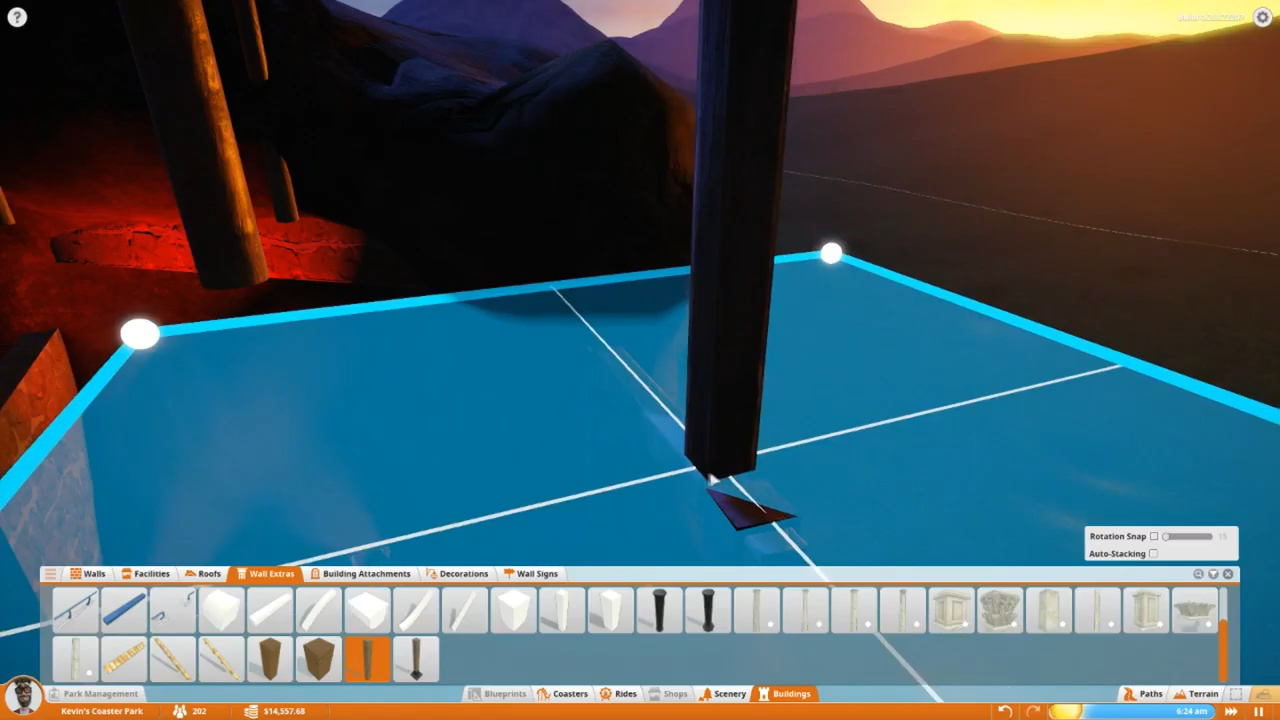 ?
Rotation Snap 15
Auto-Stacking
Walls Facilities Roofs Wall Extras Building Attachments Decorations Wall Signs
Park Management Blueprints Coasters Rides Shops Scenery Buildings Paths Terrain
Kevin's Coaster Park 202 $14,557.68 6:24 am